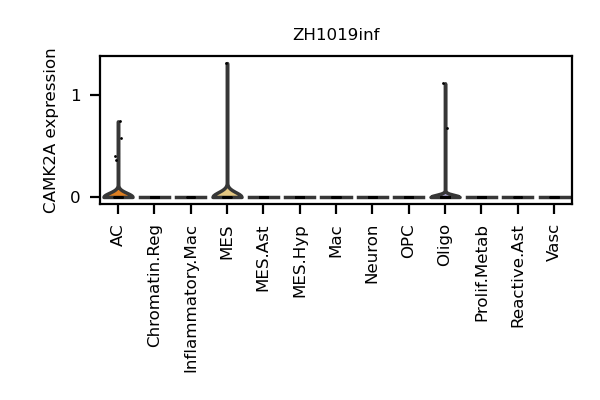 ZH1019inf
CAMK2A expression
1
0
AC
Chromatin.Reg
Inflammatory.Mac
MES
MES.Ast
MES.Hyp
Mac
Neuron
OPC
Oligo
Prolif.Metab
Reactive.Ast
Vasc